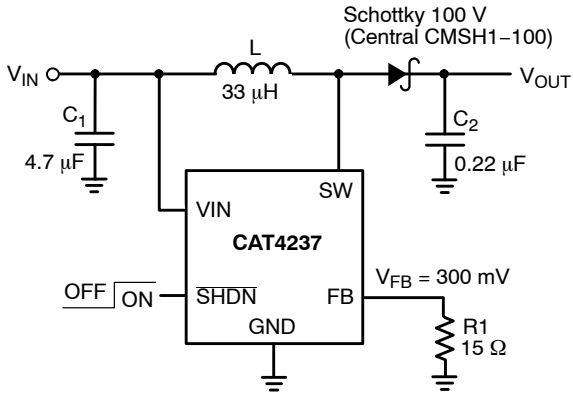 Schottky 100 V
(Central CMSH1−100)
L
VIN
VOUT
33 μH
C1
C2
4.7 μF
0.22 μF
SW
VIN
CAT4237
VFB = 300 mV
OFF ON
SHDN
FB
GND
R1
15 Ω